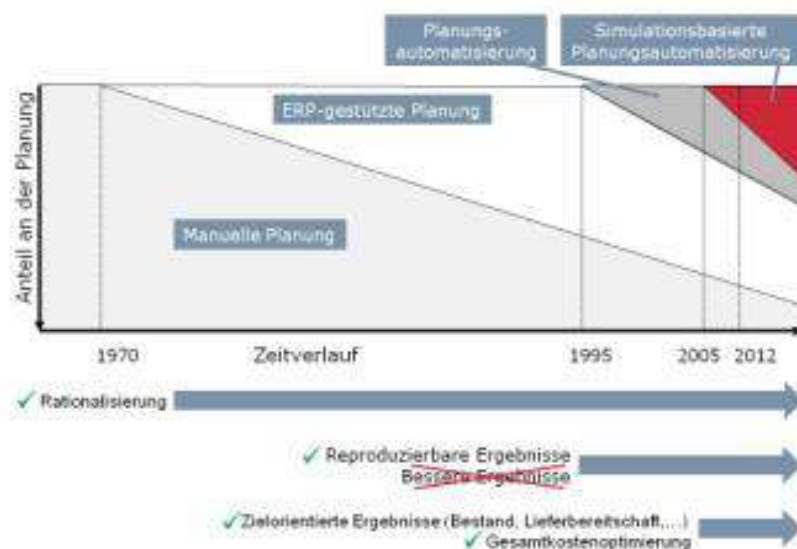 Planungs-
automatisierung
Simulationsbasierte
Planungsautomatisierung
ERP-gestützte Planung
Anteil an der Planung
Manuelle Planung
1970 Zeitverlauf 1995 2005 2012
Rationalisierung
Reproduzierbare Ergebnisse
Bessere Ergebnisse
Zielorientierte Ergebnisse (Bestand, Lieferbereitschaft,...)
Gesamtkostenoptimierung